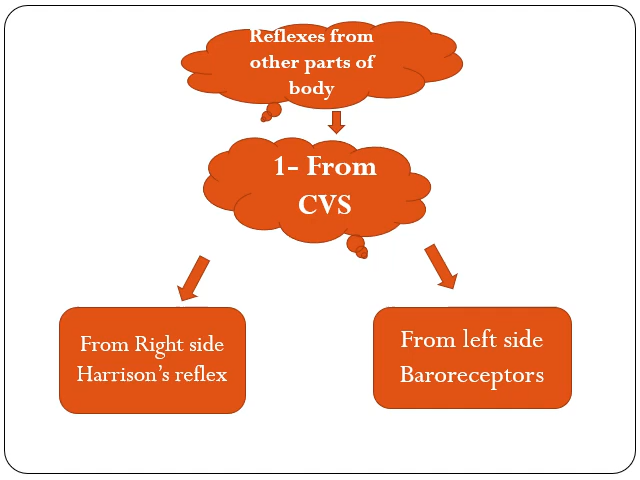 Reflexes from
other parts of
body
1- From
CVS
From Right side
Harrison's reflex
From left side
Baroreceptors